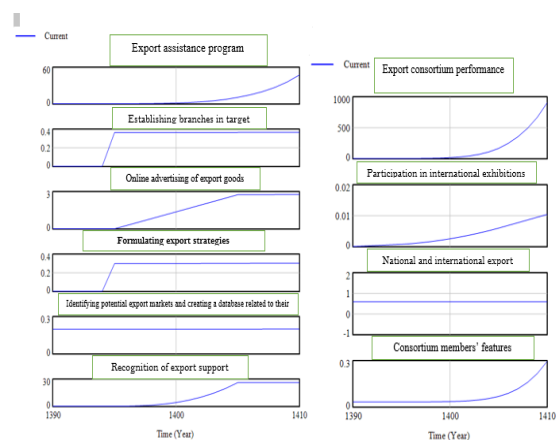 Current
Export assistance program
60
0
Establishing branches in target
0.4
0.2
0
Online advertising of export goods
3
0
Formulating export strategies
0.4
0.2
0
Identifying potential export markets and creating a database related to their
0.3
0
Recognition of export support
30
0
1390
1400
1410
Time (Year)
Current
Export consortium performance
1000
500
0
Participation in international exhibitions
0.02
0.01
0
National and international export
2
1
0
-1
Consortium members’ features
0.3
0
1390
1400
1410
Time (Year)